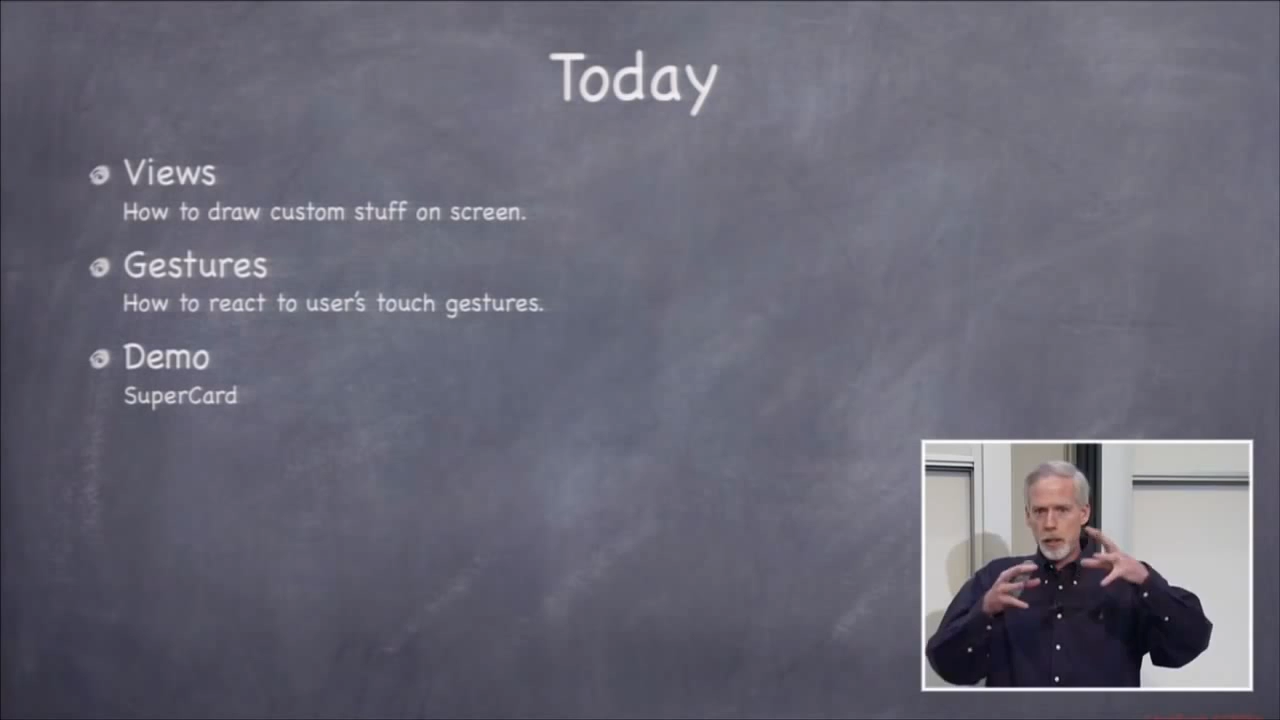 Today
Views
How to draw custom stuff on screen.
Gestures
How to react to user's touch gestures.
Demo
SuperCard